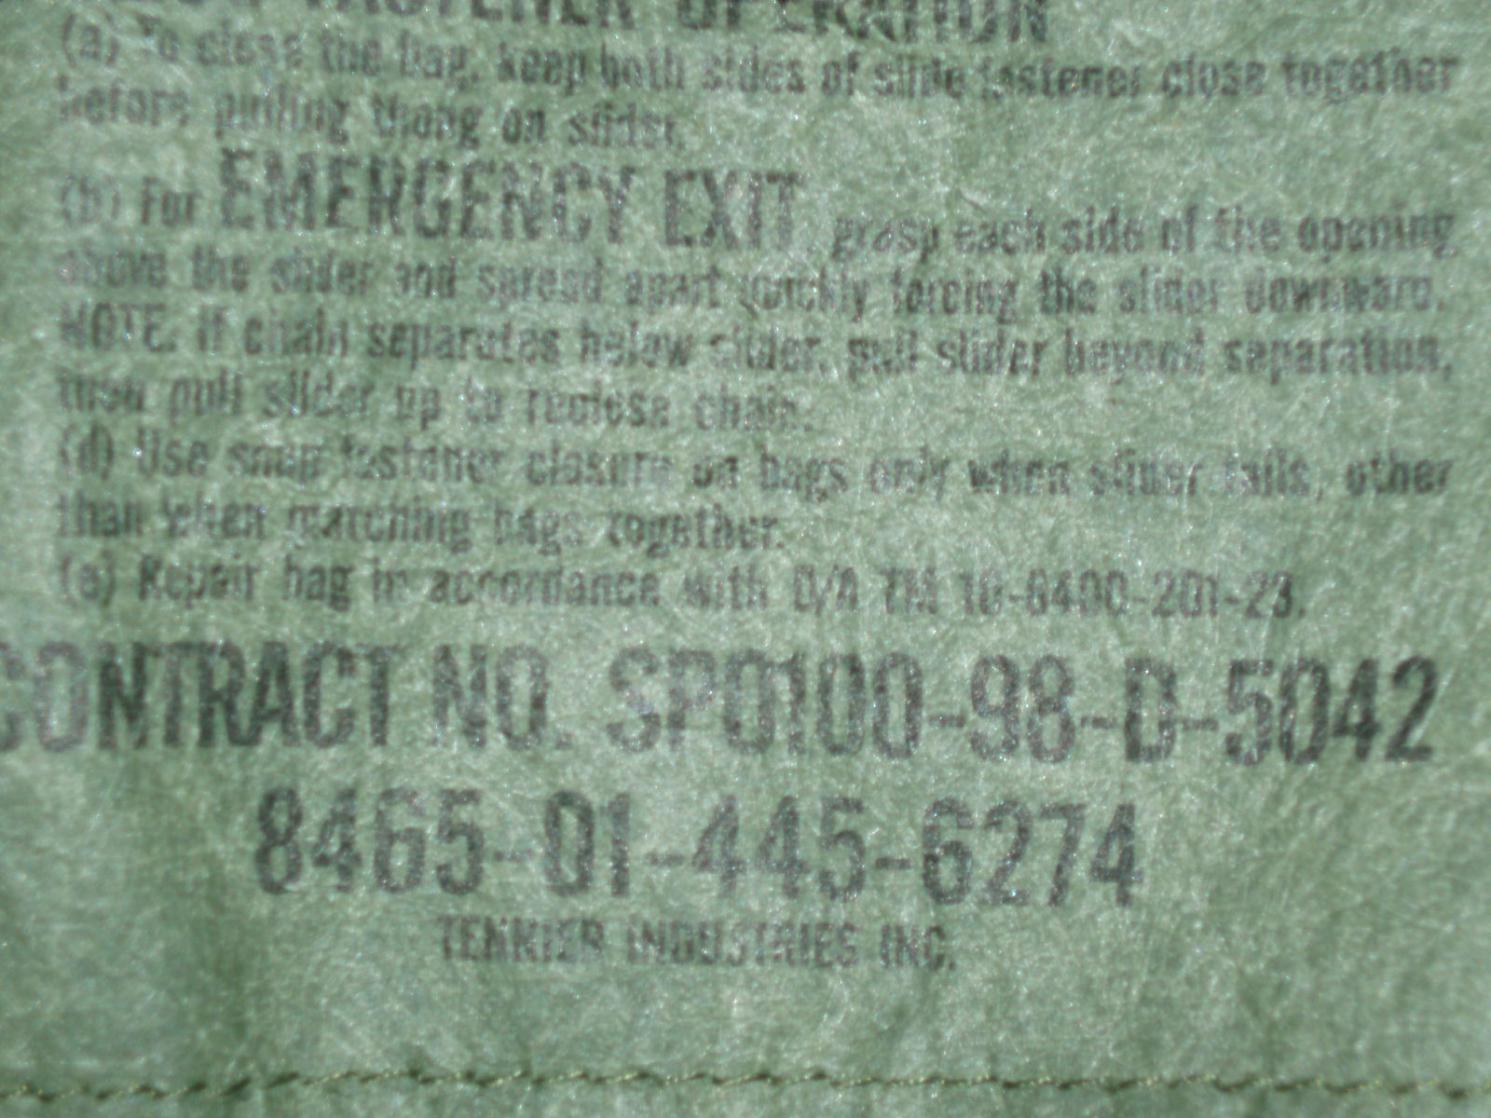 FASTENER OPERATION
(a) To close the bag, keep both sides of slide fastener close together
before pulling thong on slider.
(b) For EMERGENCY EXIT grasp each side of the opening
above the slider and spread apart quickly forcing the slider downward.
NOTE: If chain separates below slider, pull slider beyond separation,
then pull slider up to reclose chain.
(d) Use snap fastener closure on bags only when slider fails, other
than when matching bags together.
(e) Repair bag in accordance with D/A TM 10-8400-201-23.
CONTRACT NO. SPO100-98-D-5042
8465-01-445-6274
TENNIER INDUSTRIES INC.